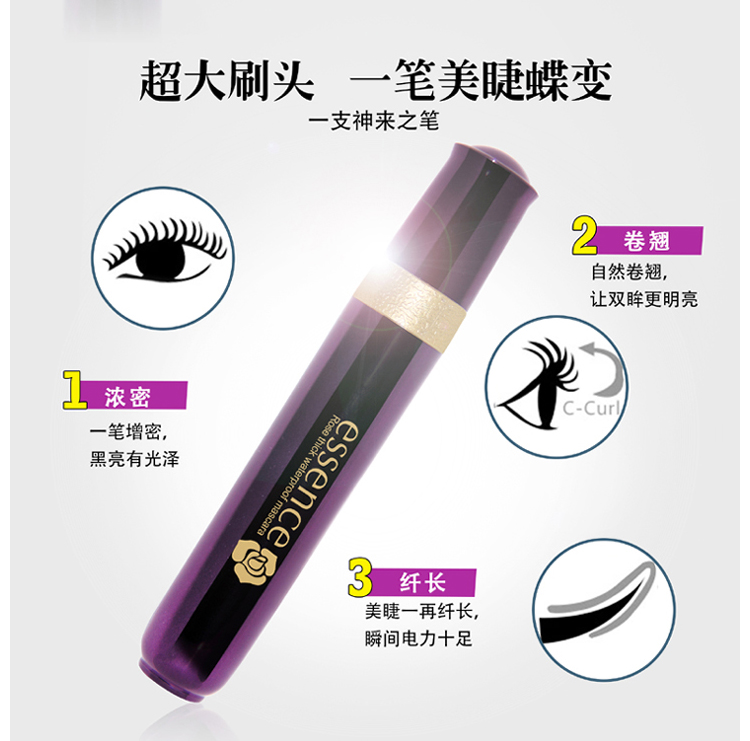 超大刷头 一笔美睫蝶变
一支神来之笔
1 浓密
一笔增密，
黑亮有光泽
2 卷翘
自然卷翘，
让双眸更明亮
C-Curl
essence
Rose thick waterproof mascara
3 纤长
美睫一再纤长，
瞬间电力十足